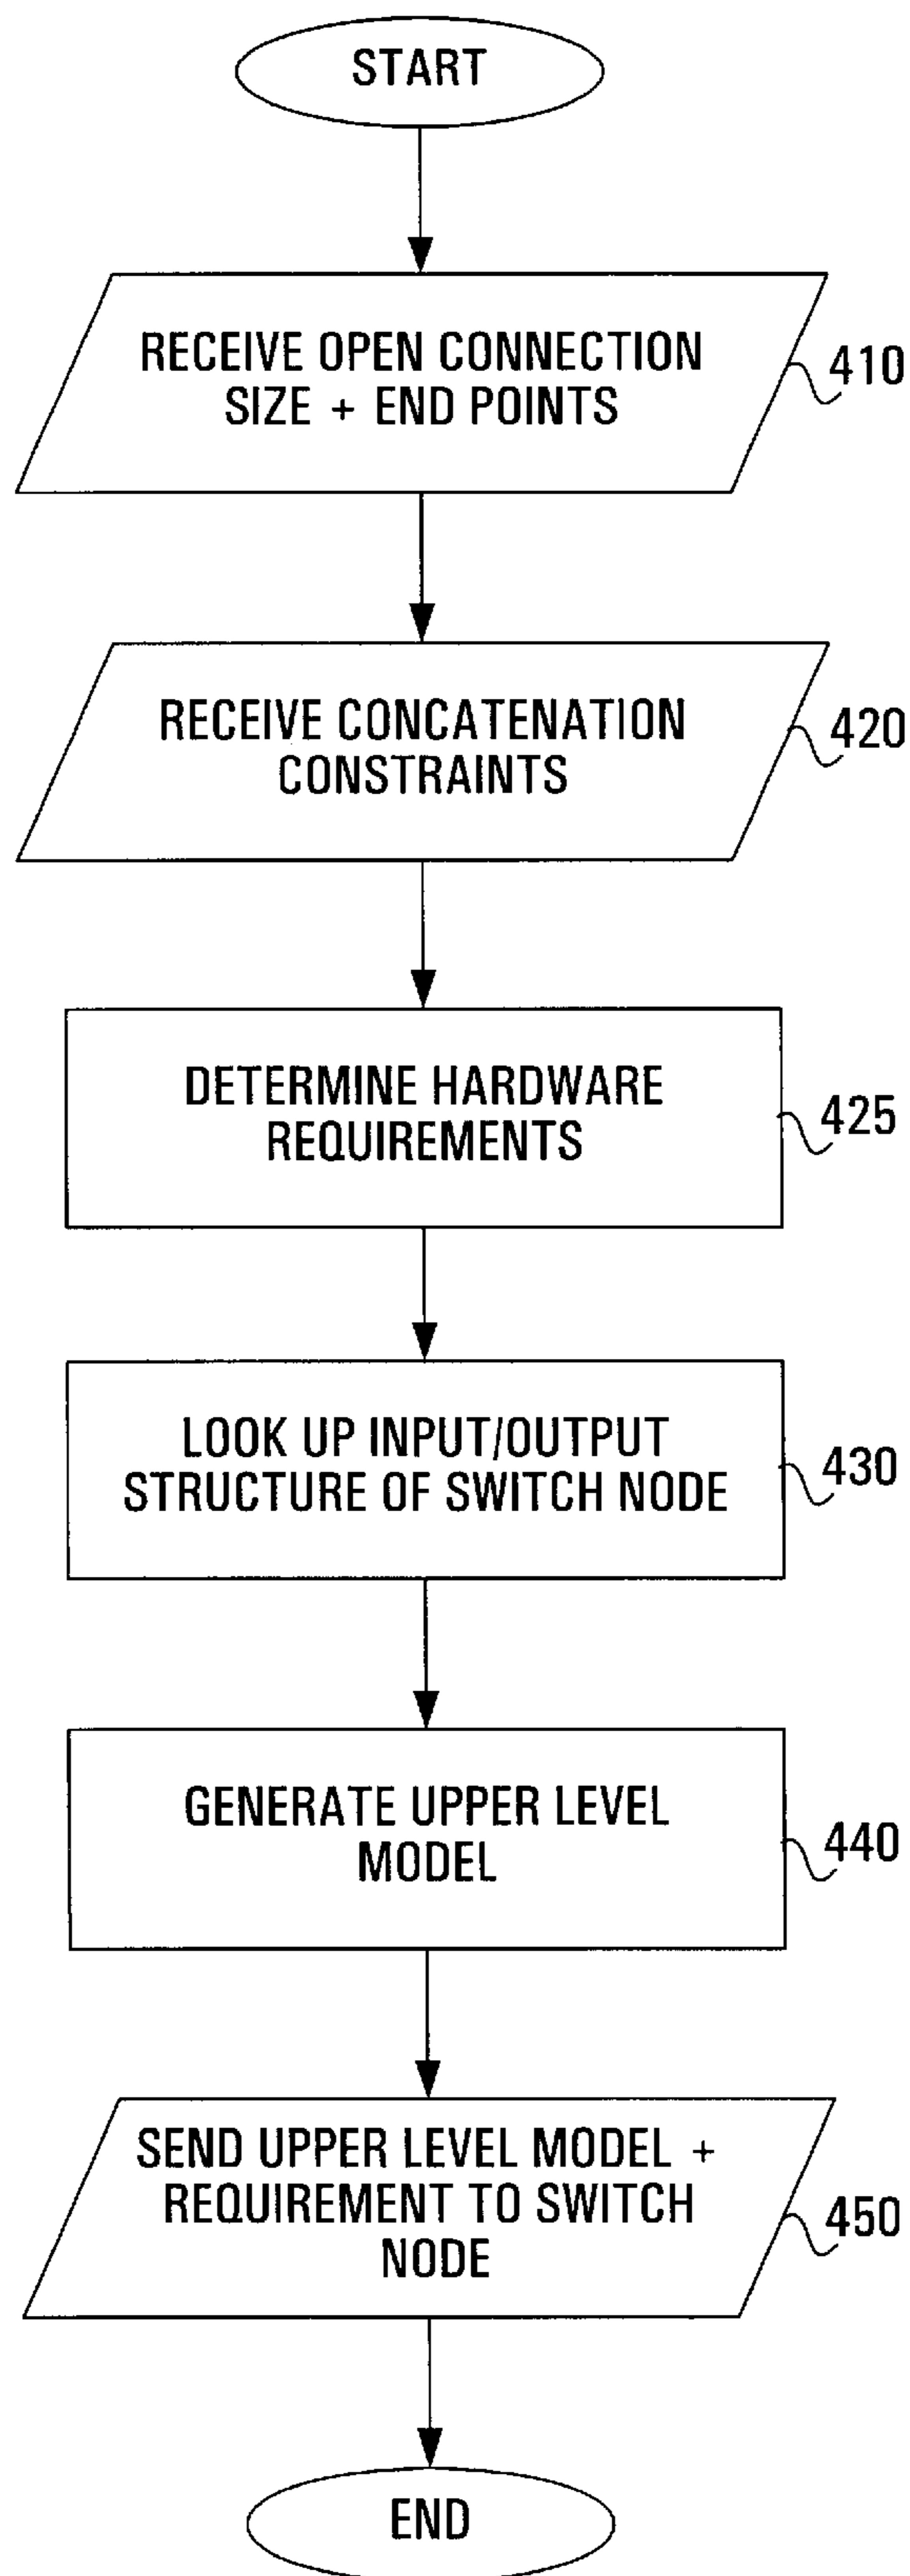 START
RECEIVE OPEN CONNECTION
SIZE + END POINTS
410
RECEIVE CONCATENATION
CONSTRAINTS
420
DETERMINE HARDWARE
REQUIREMENTS
425
LOOK UP INPUT/OUTPUT
STRUCTURE OF SWITCH NODE
430
GENERATE UPPER LEVEL
MODEL
440
SEND UPPER LEVEL MODEL +
REQUIREMENT TO SWITCH
NODE
450
END